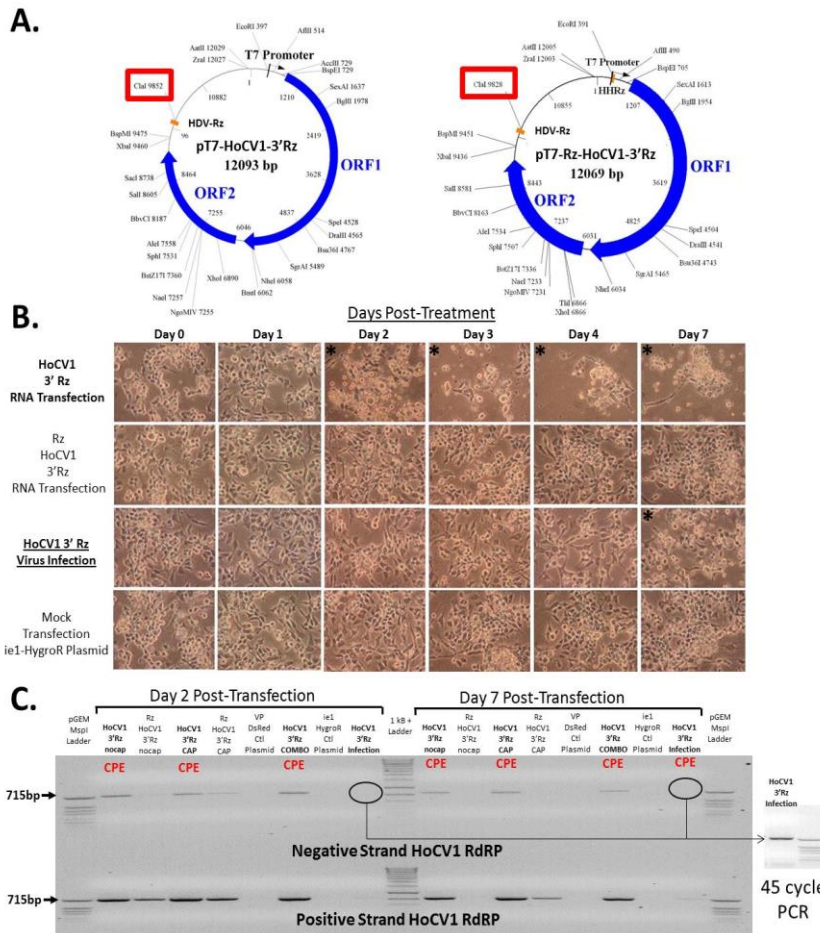 A.
EcoRI 397
AflII 514
AatII 12029
ZraI 12027
T7 Promoter
AccIII 729
BspEI 729
ClaI 9852
SexAI 1637
BglII 1978
1
1210
10882
HDV-Rz
96
BspMI 9475
XbaI 9460
pT7-HoCV1-3'Rz
12093 bp
2419
3628
ORF1
SacI 8738
SalI 8605
8464
ORF2
BbvCI 8187
7255
6046
4837
SpeI 4528
DraIII 4565
Bsu36I 4767
AleI 7558
SphI 7531
BstZ17I 7360
NaeI 7257
NgoMIV 7255
XhoI 6890
SgrAI 5489
NheI 6058
BmtI 6062
EcoRI 391
AflII 490
AatII 12005
ZraI 12003
T7 Promoter
BspEI 705
HHRz
ClaI 9828
SexAI 1613
BglII 1954
1
1207
10855
HDV-Rz
BspMI 9451
XbaI 9436
pT7-Rz-HoCV1-3'Rz
12069 bp
3619
ORF1
SalI 8581
8443
ORF2
BbvCI 8163
7237
6031
4825
SpeI 4504
DraIII 4541
Bsu36I 4743
AleI 7534
SphI 7507
BstZ17I 7336
NaeI 7233
NgoMIV 7231
XhoI 6866
SgrAI 5465
NheI 6034
B.
Days Post-Treatment
Day 0 Day 1 Day 2 Day 3 Day 4 Day 7
HoCV1
3' Rz
RNA Transfection
* * * *
Rz
HoCV1
3'Rz
RNA Transfection
HoCV1 3' Rz
Virus Infection
*
Mock
Transfection
ie1-HygroR Plasmid
C.
Day 2 Post-Transfection
Day 7 Post-Transfection
pGEM
MspI
Ladder
HoCV1
3'Rz
nocap
Rz
HoCV1
3'Rz
nocap
HoCV1
3'Rz
CAP
Rz
HoCV1
3'Rz
CAP
VP
DsRed
Ctl
Plasmid
HoCV1
3'Rz
COMBO
ie1
HygroR
Ctl
Plasmid
HoCV1
3'Rz
Infection
1 kB +
Ladder
HoCV1
3'Rz
nocap
Rz
HoCV1
3'Rz
nocap
HoCV1
3'Rz
CAP
Rz
HoCV1
3'Rz
CAP
VP
DsRed
Ctl
Plasmid
HoCV1
3'Rz
COMBO
ie1
HygroR
Ctl
Plasmid
HoCV1
3'Rz
Infection
pGEM
MspI
Ladder
CPE CPE CPE CPE CPE CPE CPE
715bp
HoCV1
3'Rz
Infection
Negative Strand HoCV1 RdRP
45 cycle
PCR
715bp
Positive Strand HoCV1 RdRP